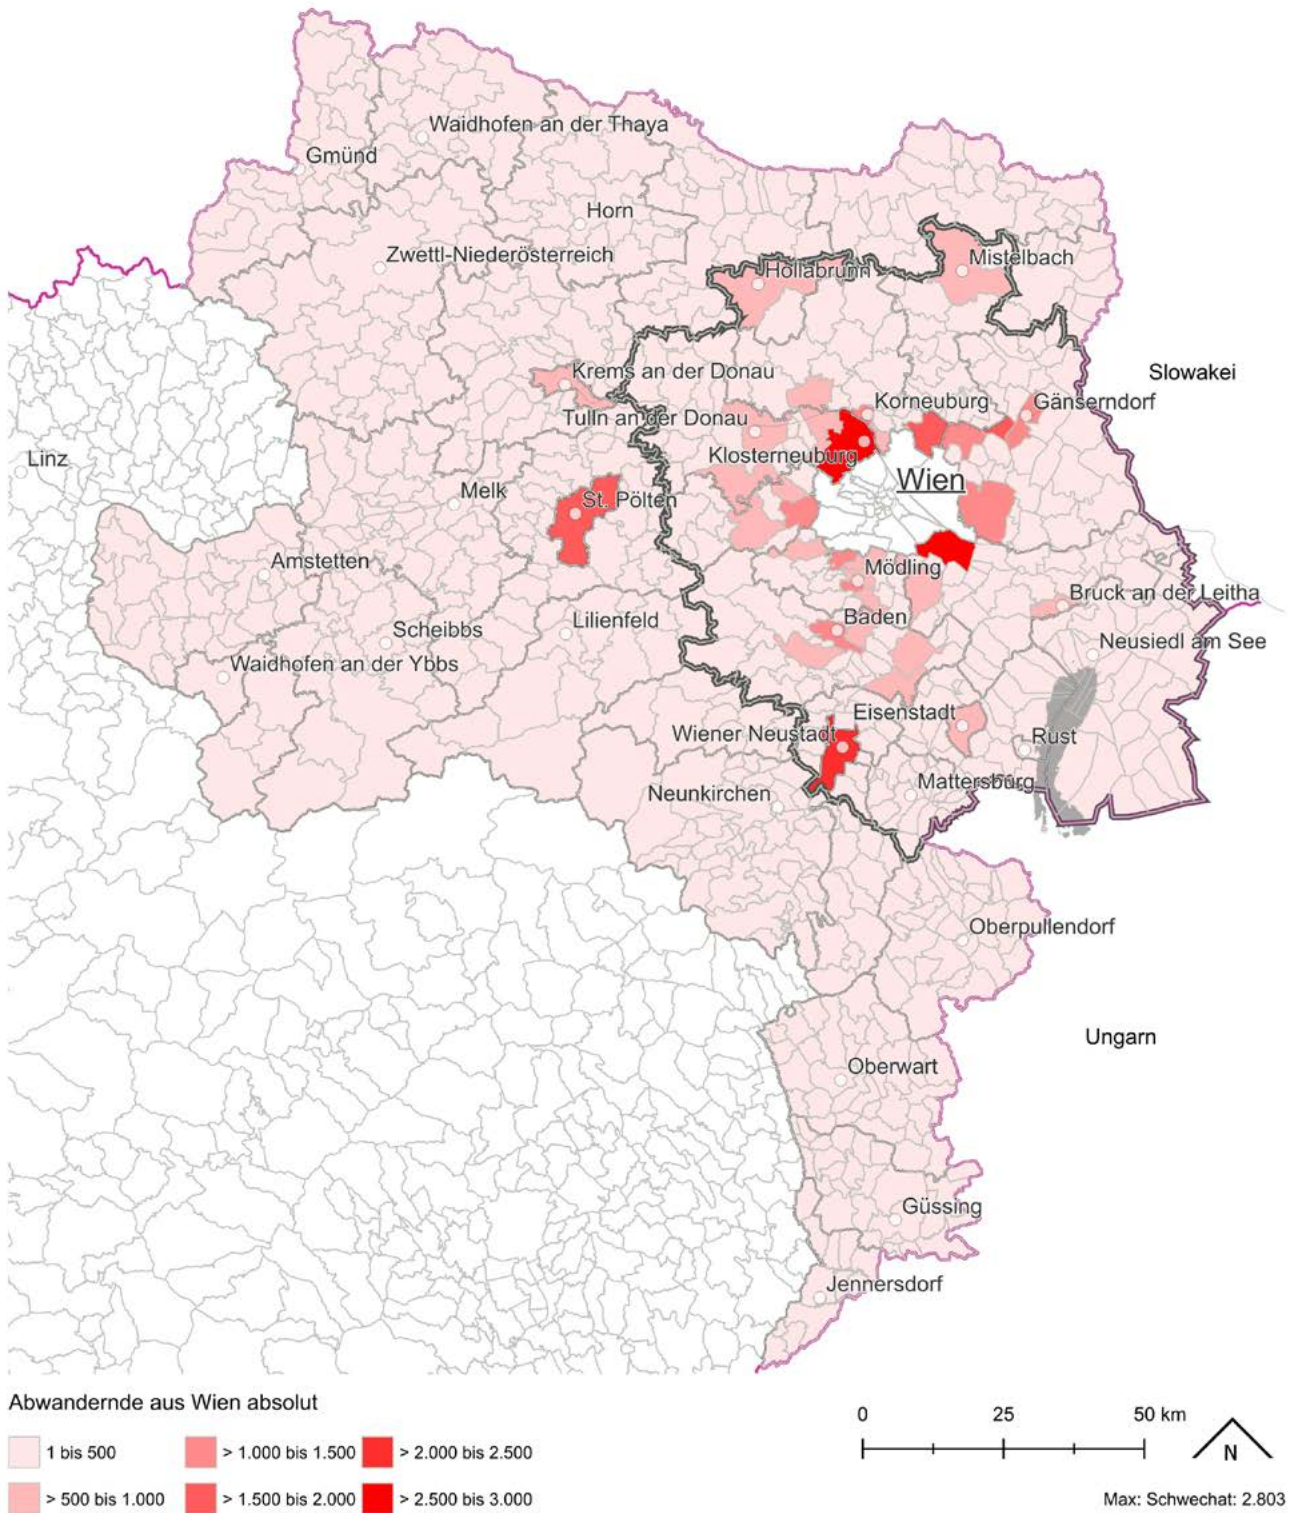 Waidhofen an der Thaya
Gmünd
Horn
Zwettl-Niederösterreich
Mistelbach
Hollabrunn
Krems an der Donau
Slowakei
Korneuburg
Gänserndorf
Tulln an der Donau
Klosterneuburg
Linz
Wien
Melk
St. Pölten
Amstetten
Mödling
Bruck an der Leitha
Baden
Lilienfeld
Scheibbs
Neusiedl am See
Waidhofen an der Ybbs
Eisenstadt
Wiener Neustadt
Rust
Mattersburg
Neunkirchen
Oberpullendorf
Ungarn
Oberwart
Güssing
Jennersdorf
Abwandernde aus Wien absolut
1 bis 500
> 1.000 bis 1.500
> 2.000 bis 2.500
> 500 bis 1.000
> 1.500 bis 2.000
> 2.500 bis 3.000
0 25 50 km
N
Max: Schwechat: 2.803